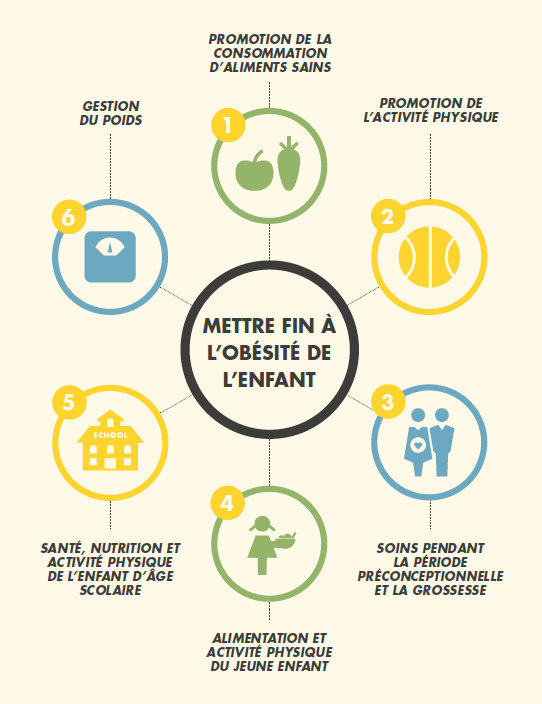 PROMOTION DE LA
CONSOMMATION
D'ALIMENTS SAINS
1
PROMOTION DE
L'ACTIVITÉ PHYSIQUE
2
SOINS PENDANT
LA PÉRIODE
PRÉCONCEPTIONNELLE
ET LA GROSSESSE
3
ALIMENTATION ET
ACTIVITÉ PHYSIQUE
DU JEUNE ENFANT
4
SANTÉ, NUTRITION ET
ACTIVITÉ PHYSIQUE
DE L'ENFANT D'ÂGE
SCOLAIRE
5
SCHOOL
GESTION
DU POIDS
6
METTRE FIN À
L'OBÉSITÉ DE
L'ENFANT